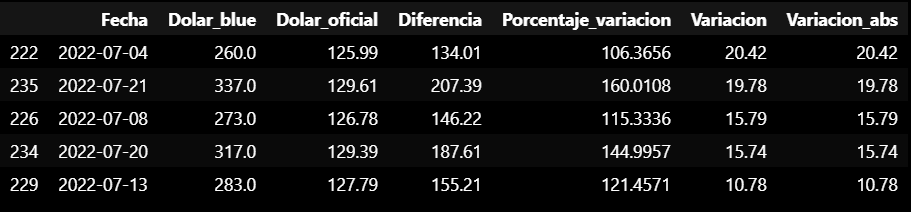 Fecha Dolar_blue Dolar_oficial Diferencia Porcentaje_variacion Variacion Variacion_abs
222 2022-07-04 260.0 125.99 134.01 106.3656 20.42 20.42
235 2022-07-21 337.0 129.61 207.39 160.0108 19.78 19.78
226 2022-07-08 273.0 126.78 146.22 115.3336 15.79 15.79
234 2022-07-20 317.0 129.39 187.61 144.9957 15.74 15.74
229 2022-07-13 283.0 127.79 155.21 121.4571 10.78 10.78